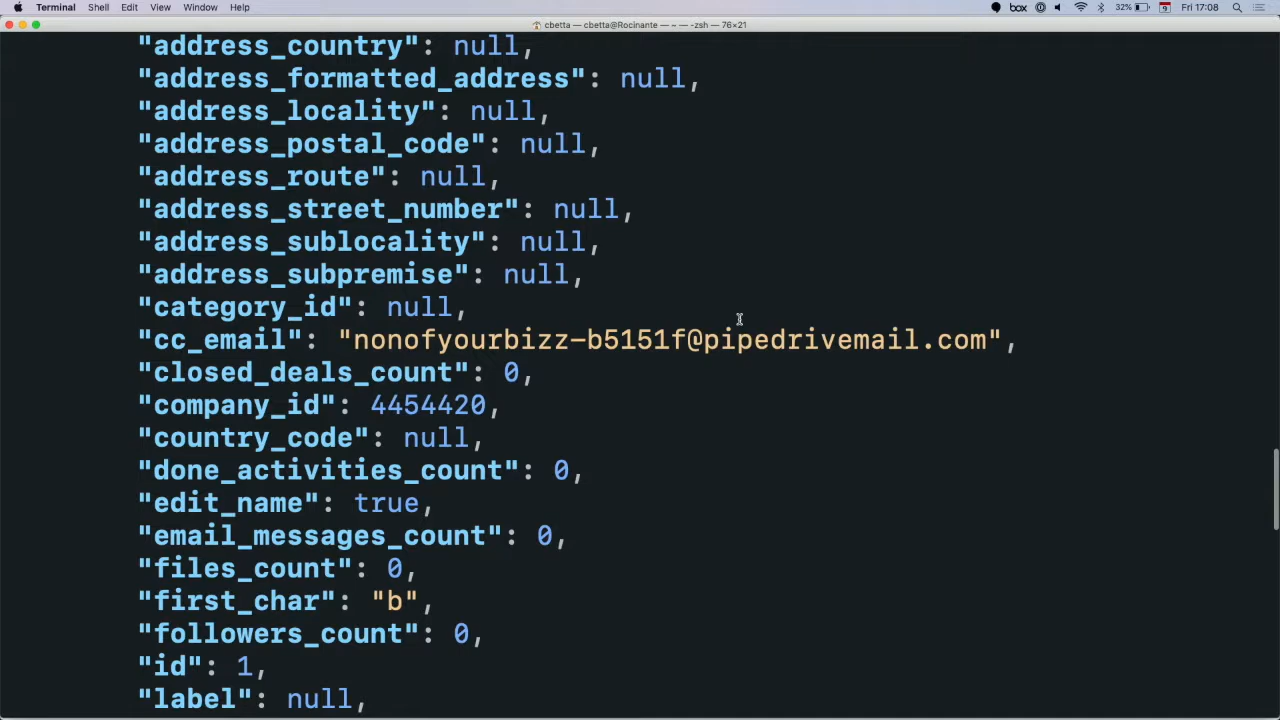 Terminal Shell Edit View Window Help box 32% 9 Fri 17:08
cbetta — cbetta@Rocinante — ~ — -zsh — 76×21
"address_country": null,
"address_formatted_address": null,
"address_locality": null,
"address_postal_code": null,
"address_route": null,
"address_street_number": null,
"address_sublocality": null,
"address_subpremise": null,
"category_id": null,
"cc_email": "nonofyourbizz-b5151f@pipedrivemail.com",
"closed_deals_count": 0,
"company_id": 4454420,
"country_code": null,
"done_activities_count": 0,
"edit_name": true,
"email_messages_count": 0,
"files_count": 0,
"first_char": "b",
"followers_count": 0,
"id": 1,
"label": null,